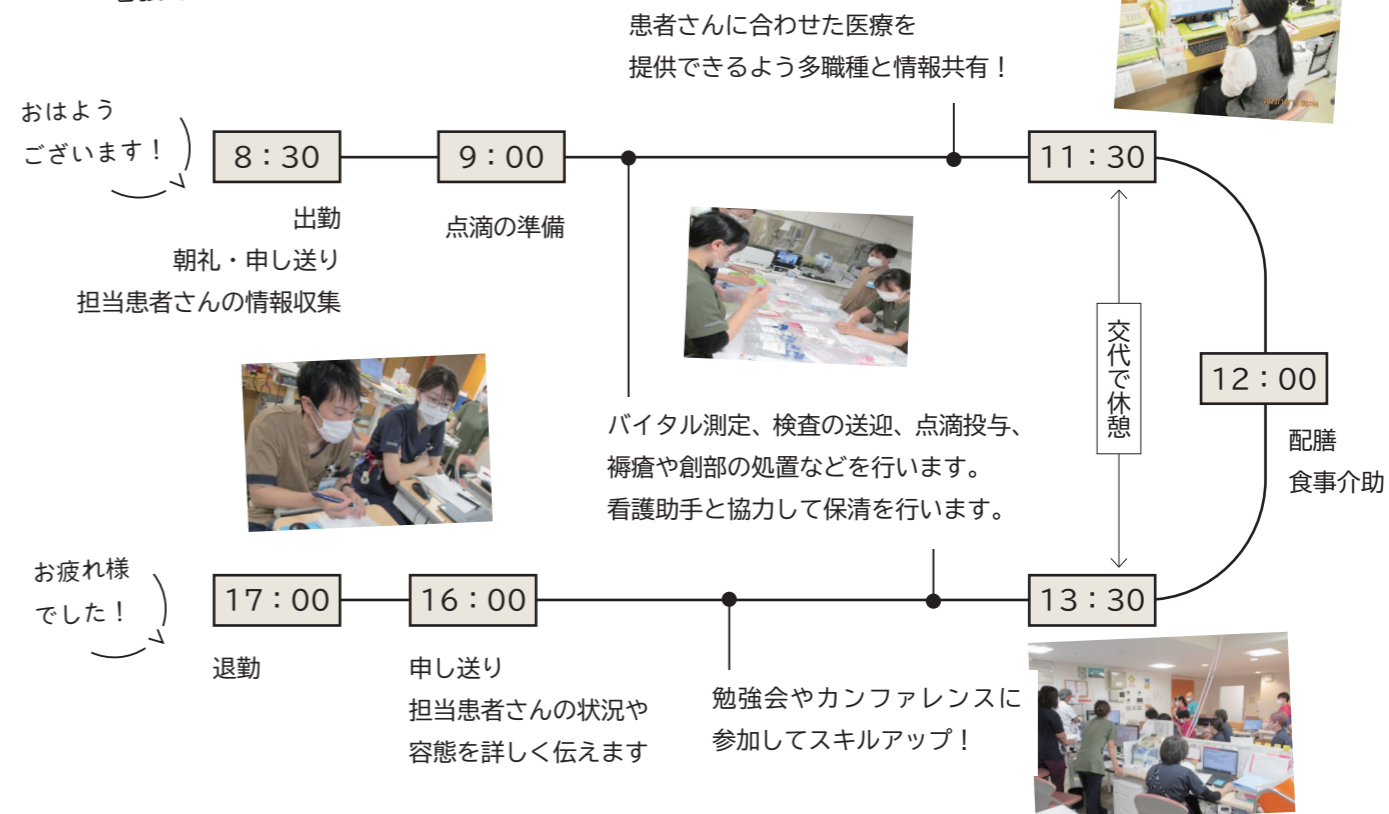 患者さんに合わせた医療を
提供できるよう多職種と情報共有！
おはよう
ございます！
8：30
9：00
11：30
出勤
朝礼・申し送り
担当患者さんの情報収集
点滴の準備
交代で休憩
12：00
配膳
食事介助
バイタル測定、検査の送迎、点滴投与、
褥瘡や創部の処置などを行います。
看護助手と協力して保清を行います。
お疲れ様
でした！
17：00
16：00
13：30
退勤
申し送り
担当患者さんの状況や
容態を詳しく伝えます
勉強会やカンファレンスに
参加してスキルアップ！